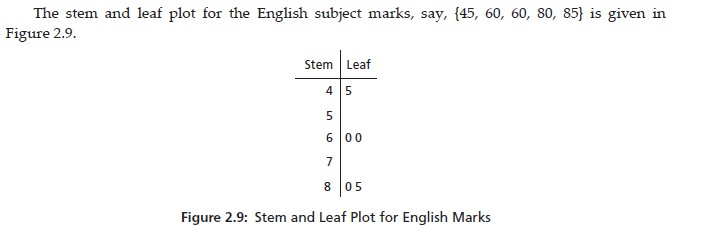 The stem and leaf plot for the English subject marks, say, {45, 60, 60, 80, 85} is given in
Figure 2.9.
Stem Leaf
4 5
5
6 0 0
7
8 0 5
Figure 2.9: Stem and Leaf Plot for English Marks